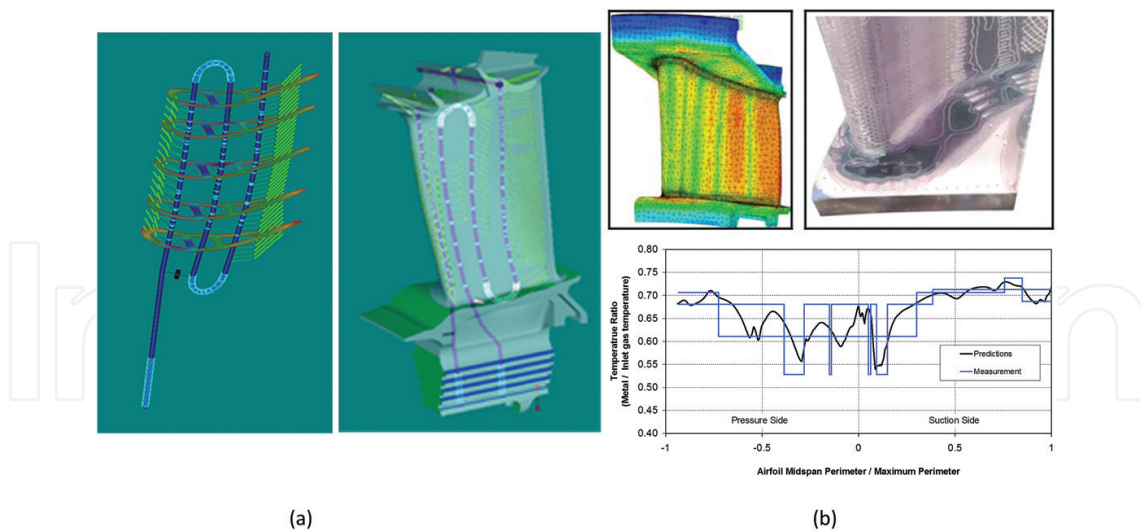 0.80
0.75
0.70
0.65
0.60
0.55
0.50
0.45
0.40
Temperatrue Ratio
(Metal / Inlet gas temperature)
Predictions
Measurement
Pressure Side
Suction Side
-1
-0.5
0
0.5
1
Airfoil Midspan Perimeter / Maximum Perimeter
(a)
(b)